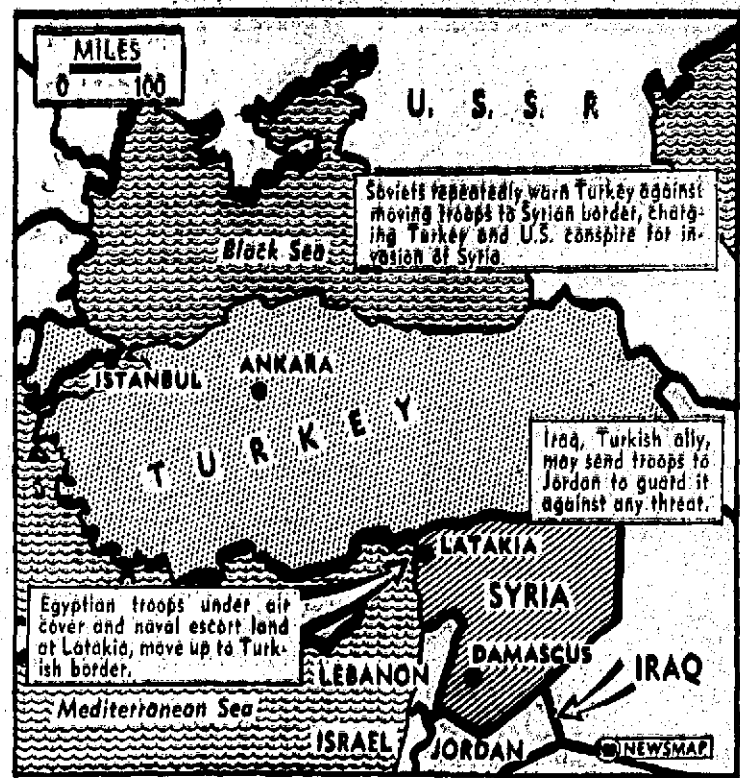 MILES
0 100
U. S. S. R
Soviets repeatedly warn Turkey against
moving troops to Syrian border, charg-
ing Turkey and U.S. conspire for in-
vasion of Syria.
Black Sea
ISTANBUL
ANKARA
TURKEY
Iraq, Turkish ally,
may send troops to
Jordan to guard it
against any threat.
LATAKIA
SYRIA
Egyptian troops under air
cover and naval escort land
at Latakia, move up to Turk-
ish border.
LEBANON
DAMASCUS
IRAQ
Mediterranean Sea
ISRAEL
JORDAN
NEWSMAP